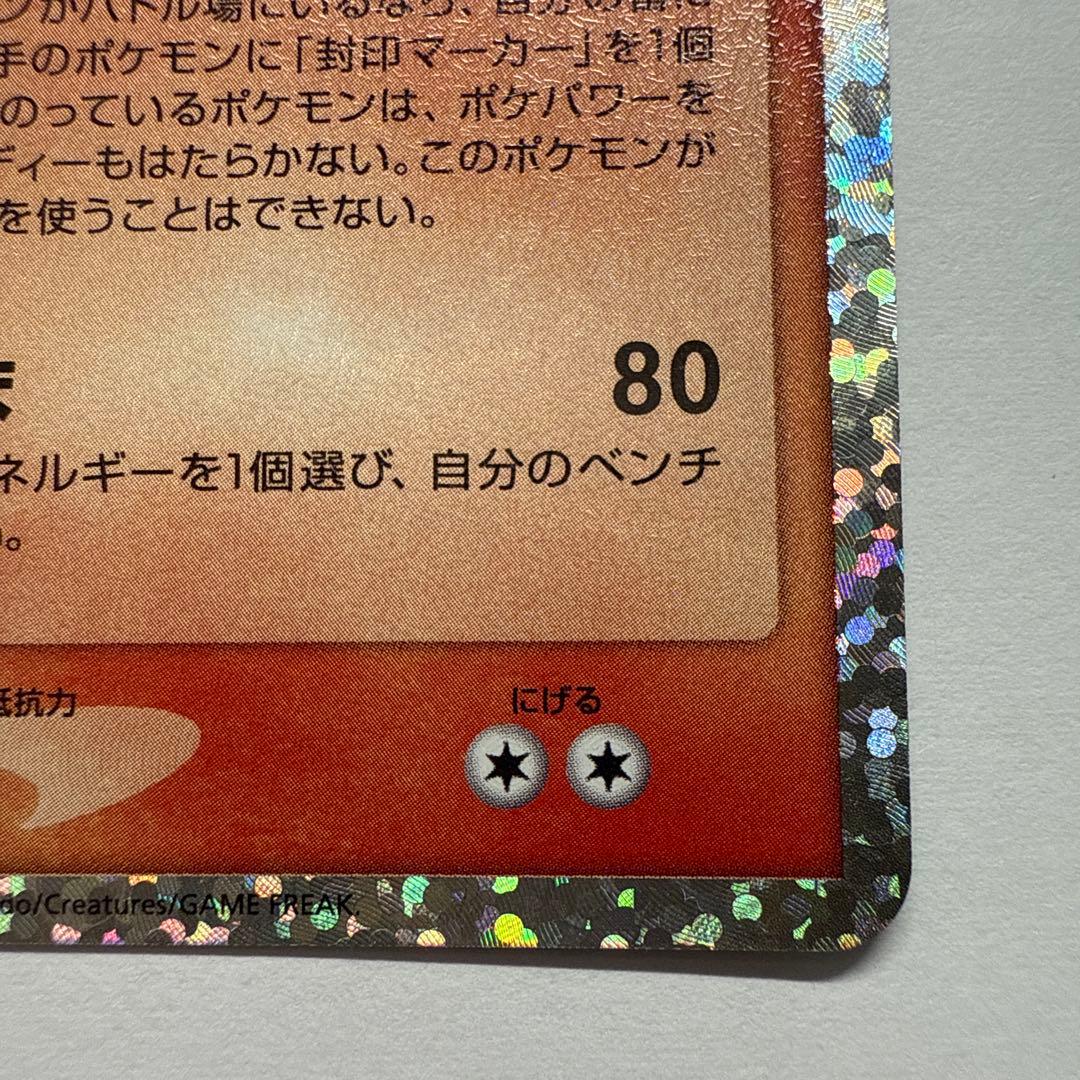 ンがバトル場にいるなら、自分の番に
手のポケモンに「封印マーカー」を1個
のっているポケモンは、ポケパワーを
ディーもはたらかない。このポケモンが
を使うことはできない。
80
ネルギーを1個選び、自分のベンチ
。
抵抗力
にげる
do/Creatures/GAME FREAK